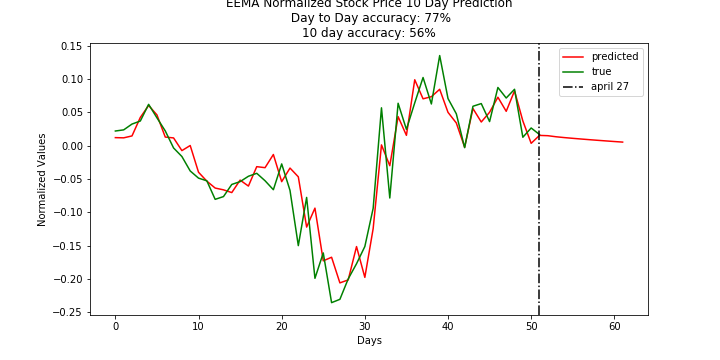 EEMA Normalized Stock Price 10 Day Prediction
Day to Day accuracy: 77%
10 day accuracy: 56%
0.15
0.10
0.05
0.00
−0.05
−0.10
−0.15
−0.20
−0.25
Normalized Values
predicted
true
april 27
0
10
20
30
40
50
60
Days